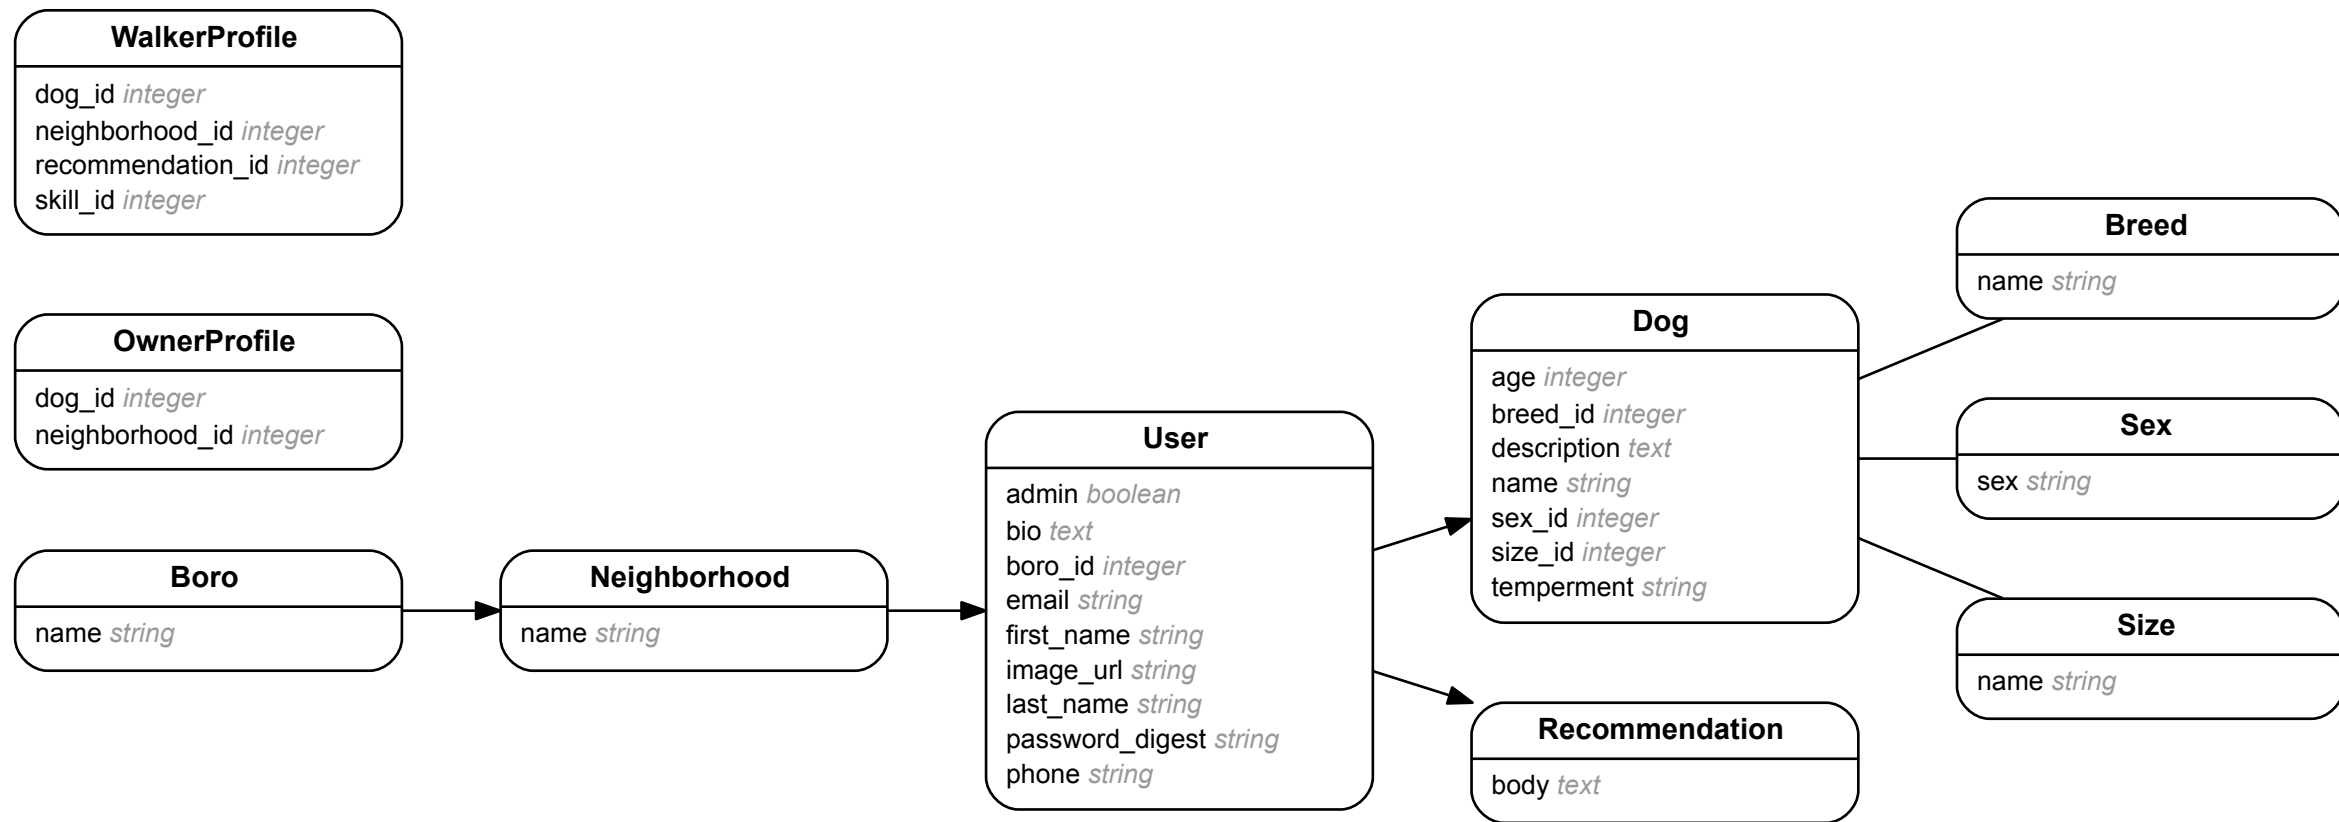 WalkerProfile
dog_id integer
neighborhood_id integer
recommendation_id integer
skill_id integer
OwnerProfile
dog_id integer
neighborhood_id integer
Boro
name string
Neighborhood
name string
User
admin boolean
bio text
boro_id integer
email string
first_name string
image_url string
last_name string
password_digest string
phone string
Dog
age integer
breed_id integer
description text
name string
sex_id integer
size_id integer
temperment string
Recommendation
body text
Breed
name string
Sex
sex string
Size
name string